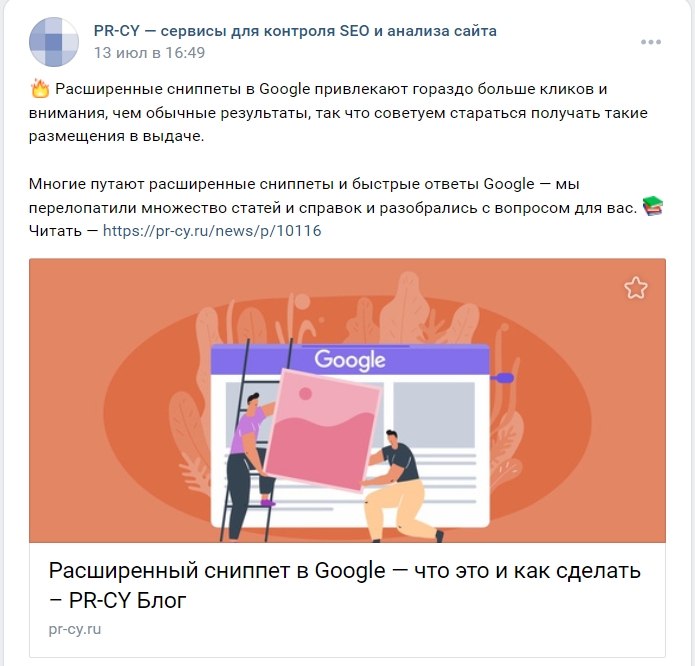 PR-CY — сервисы для контроля SEO и анализа сайта
13 июл в 16:49
🔥 Расширенные сниппеты в Google привлекают гораздо больше кликов и
внимания, чем обычные результаты, так что советуем стараться получать такие
размещения в выдаче.
Многие путают расширенные сниппеты и быстрые ответы Google — мы
перелопатили множество статей и справок и разобрались с вопросом для вас. 📚
Читать — https://pr-cy.ru/news/p/10116
Google
Расширенный сниппет в Google — что это и как сделать
– PR-CY Блог
pr-cy.ru